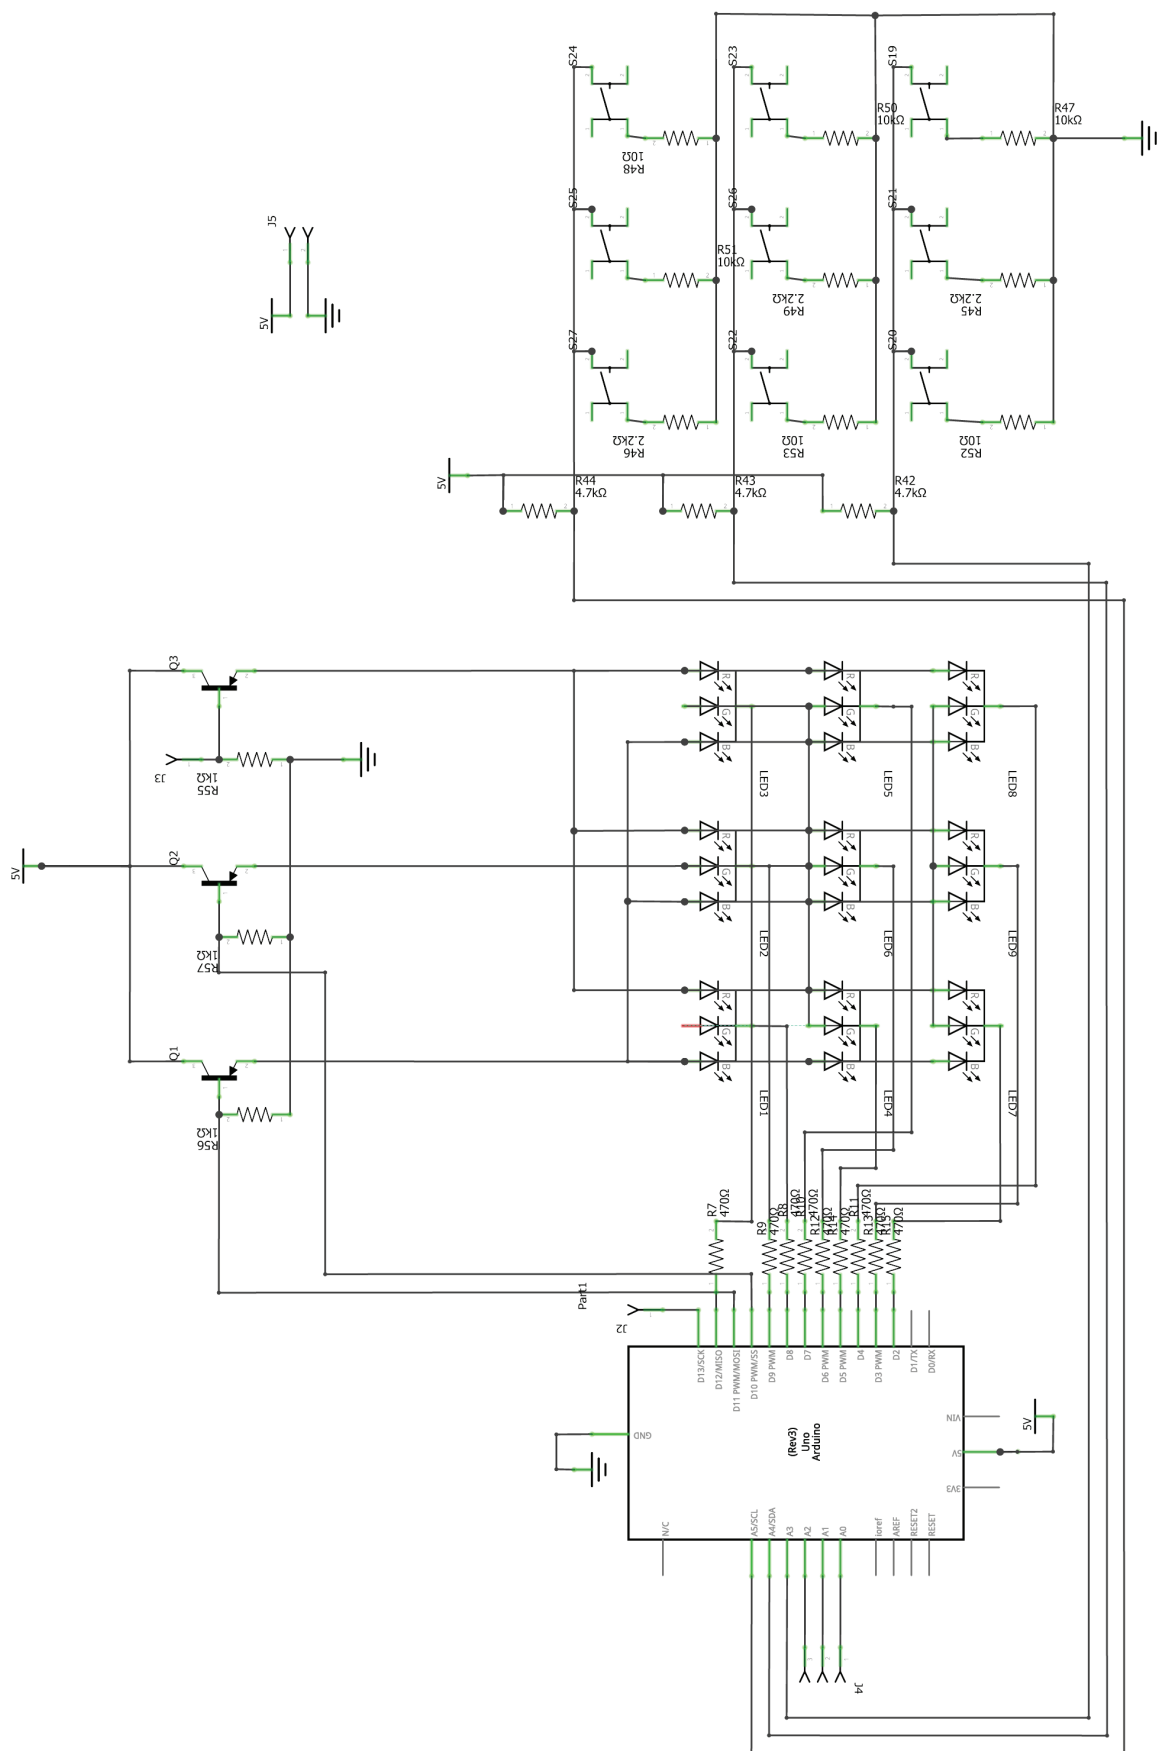 S24
S23
S19
R50
10kΩ
R47
10kΩ
10Ω
R48
S25
S26
S21
J5
5V
R51
10kΩ
2.2kΩ
R49
2.2kΩ
R45
S27
S22
S20
2.2kΩ
R46
10Ω
R53
10Ω
R52
5V
R44
4.7kΩ
R43
4.7kΩ
R42
4.7kΩ
Q3
R
G
B
R
G
B
R
G
B
J3
1kΩ
R55
LED3
LED5
LED8
5V
Q2
R
G
B
R
G
B
R
G
B
1kΩ
R57
LED2
LED6
LED9
Q1
R
G
B
R
G
B
R
G
B
1kΩ
R56
LED1
LED4
LED7
R7
470Ω
R9
470Ω
R8
470Ω
470Ω
R12
470Ω
R14
470Ω
R11
470Ω
R13
470Ω
470Ω
Part1
J2
D13/SCK
D12/MISO
D11 PWM/MOSI
D10 PWM/SS
D9 PWM
D8
D7
D6 PWM
D5 PWM
D4
D3 PWM
D2
D1/TX
D0/RX
GND
Arduino
Uno
(Rev3)
VIN
5V
3V3
5V
N/C
A5/SCL
A4/SDA
A3
A2
A1
A0
ioref
AREF
RESET2
RESET
J4